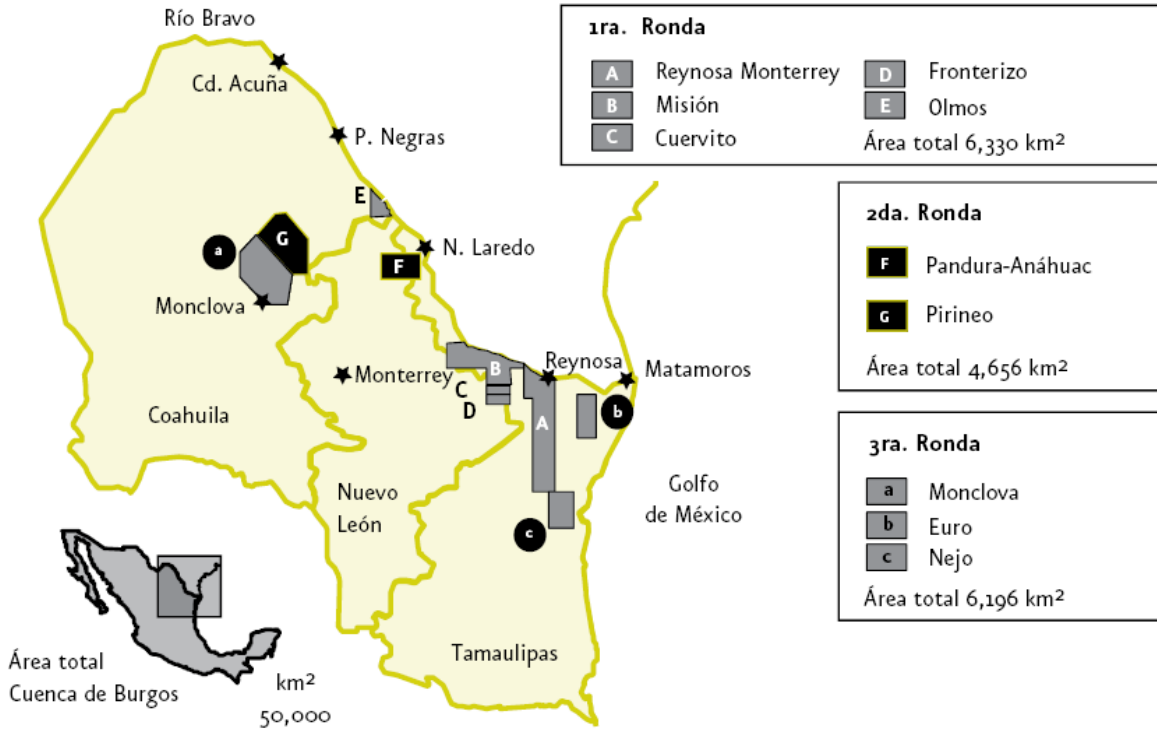 Río Bravo
Cd. Acuña
P. Negras
E
N. Laredo
a
G
F
Monclova
Monterrey
B
C
D
A
Reynosa
Matamoros
b
Coahuila
Nuevo
León
Golfo
de México
c
Tamaulipas
Área total
Cuenca de Burgos
km²
50,000
1ra. Ronda
A Reynosa Monterrey
B Misión
C Cuervito
D Fronterizo
E Olmos
Área total 6,330 km²
2da. Ronda
F Pandura-Anáhuac
G Pirineo
Área total 4,656 km²
3ra. Ronda
a Monclova
b Euro
c Nejo
Área total 6,196 km²